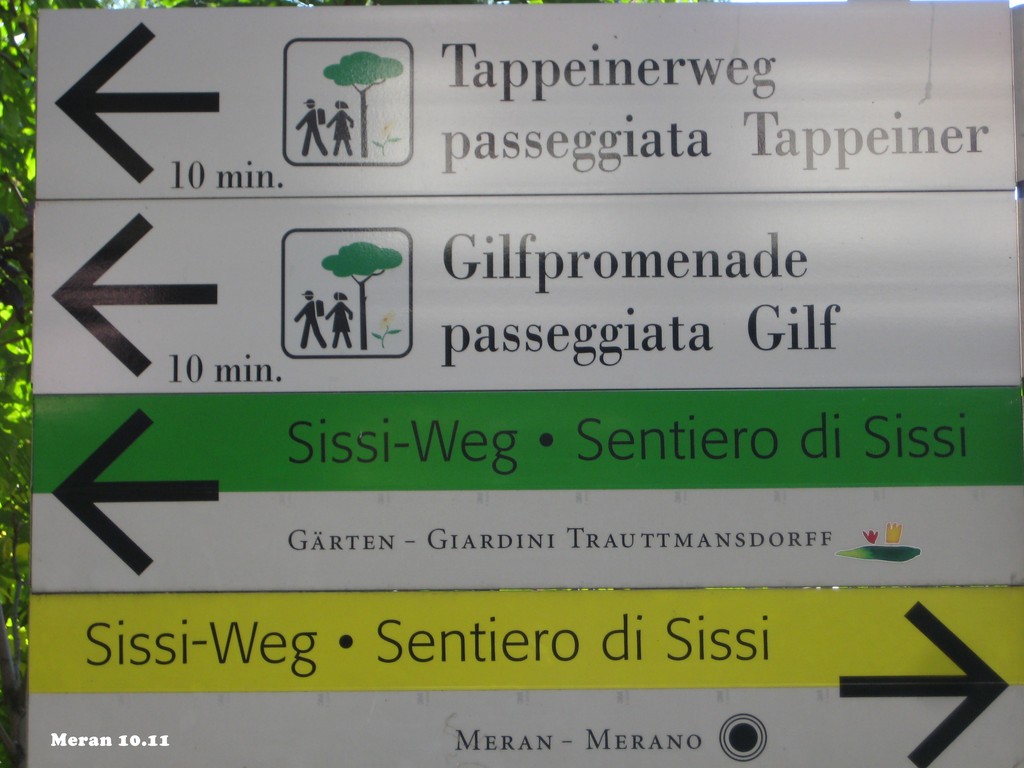 Tappeinerweg
passeggiata Tappeiner
10 min.
Gilfpromenade
passeggiata Gilf
10 min.
Sissi-Weg • Sentiero di Sissi
GÄRTEN – GIARDINI TRAUTTMANSDORFF
Sissi-Weg • Sentiero di Sissi
MERAN – MERANO
Meran 10.11